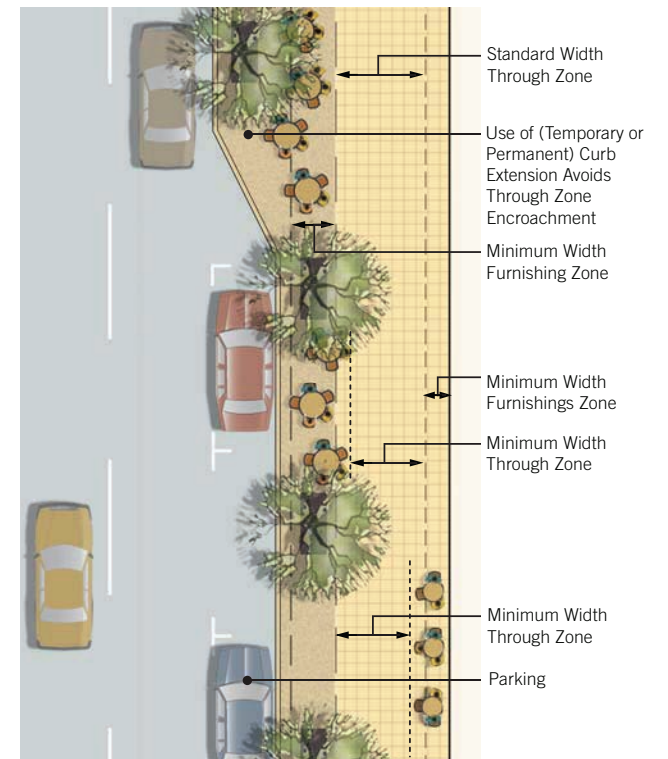 Standard Width
Through Zone
Use of (Temporary or
Permanent) Curb
Extension Avoids
Through Zone
Encroachment
Minimum Width
Furnishing Zone
Minimum Width
Furnishings Zone
Minimum Width
Through Zone
Minimum Width
Through Zone
Parking